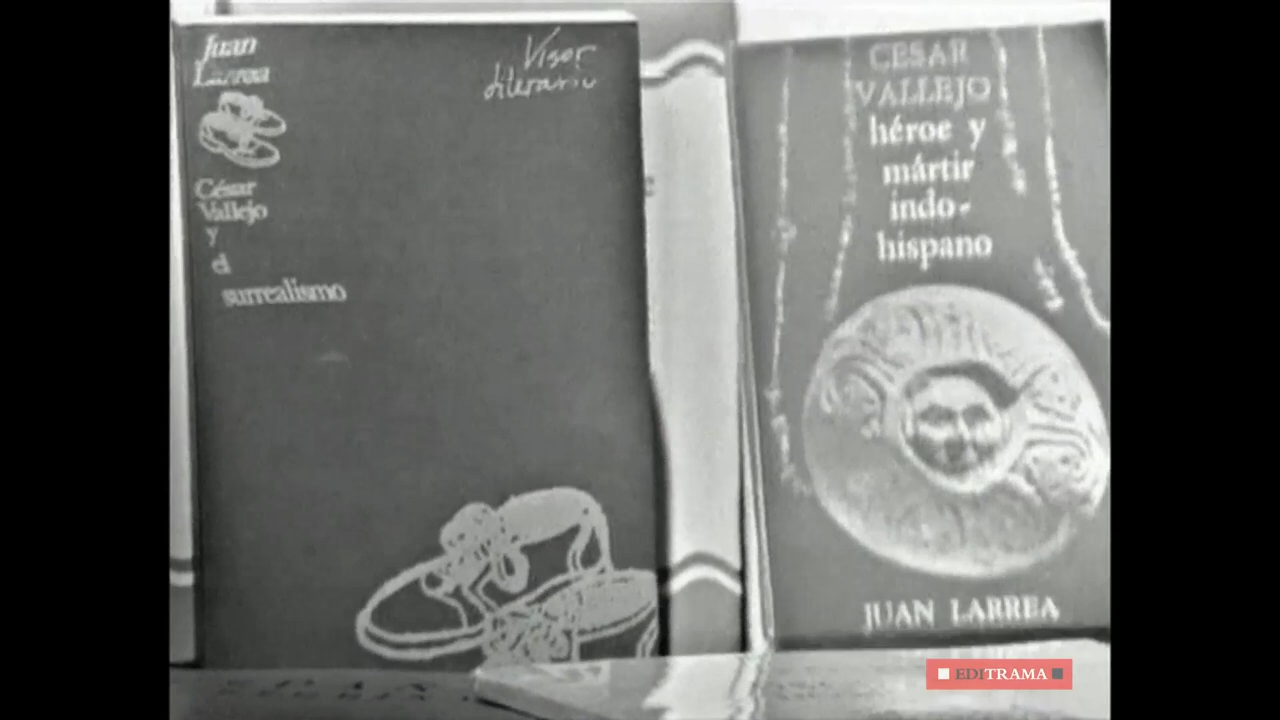 Juan
Larrea
Visor
literario
César
Vallejo
y
el
surrealismo
CESAR
VALLEJO
héroe y
mártir
indo-
hispano
JUAN LARREA
EDITRAMA